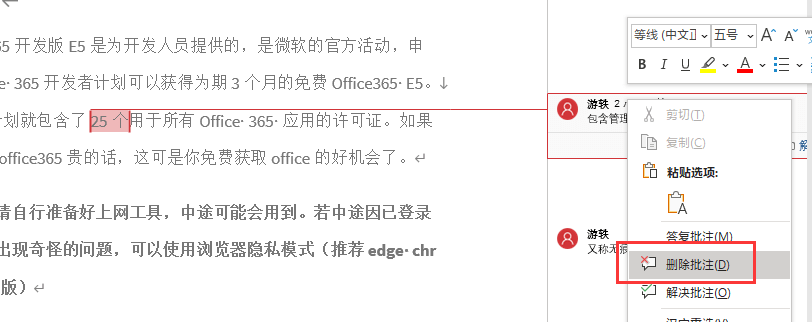 65 开发版 E5 是为开发人员提供的，是微软的官方活动，申
e· 365 开发者计划可以获得为期 3 个月的免费 Office365· E5。↓
划就包含了 25 个用于所有 Office· 365· 应用的许可证。如果
office365 贵的话，这可是你免费获取 office 的好机会了。↵
请自行准备好上网工具，中途可能会用到。若中途因已登录
出现奇怪的问题，可以使用浏览器隐私模式（推荐 edge· chr
版）↵
游轶 2
包含管理
解
游轶
又称无痕
等线 (中文正
五号
A A
B I U A
剪切(T)
复制(C)
粘贴选项:
A
答复批注(M)
删除批注(D)
解决批注(O)